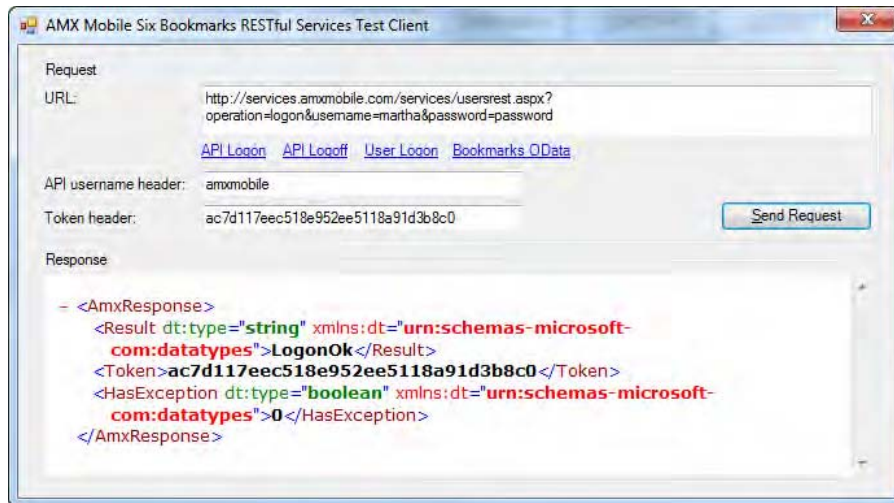 AMX Mobile Six Bookmarks RESTful Services Test Client
Request
URL:
http://services.amxmobile.com/services/usersrest.aspx?
operation=logon&username=martha&password=password
API Logon API Logoff User Logon Bookmarks OData
API username header: amxmobile
Token header: ac7d117eec518e952ee5118a91d3b8c0
Send Request
Response
- <AmxResponse>
<Result dt:type="string" xmlns:dt="urn:schemas-microsoft-
com:datatypes">LogonOk</Result>
<Token>ac7d117eec518e952ee5118a91d3b8c0</Token>
<HasException dt:type="boolean" xmlns:dt="urn:schemas-microsoft-
com:datatypes">0</HasException>
</AmxResponse>